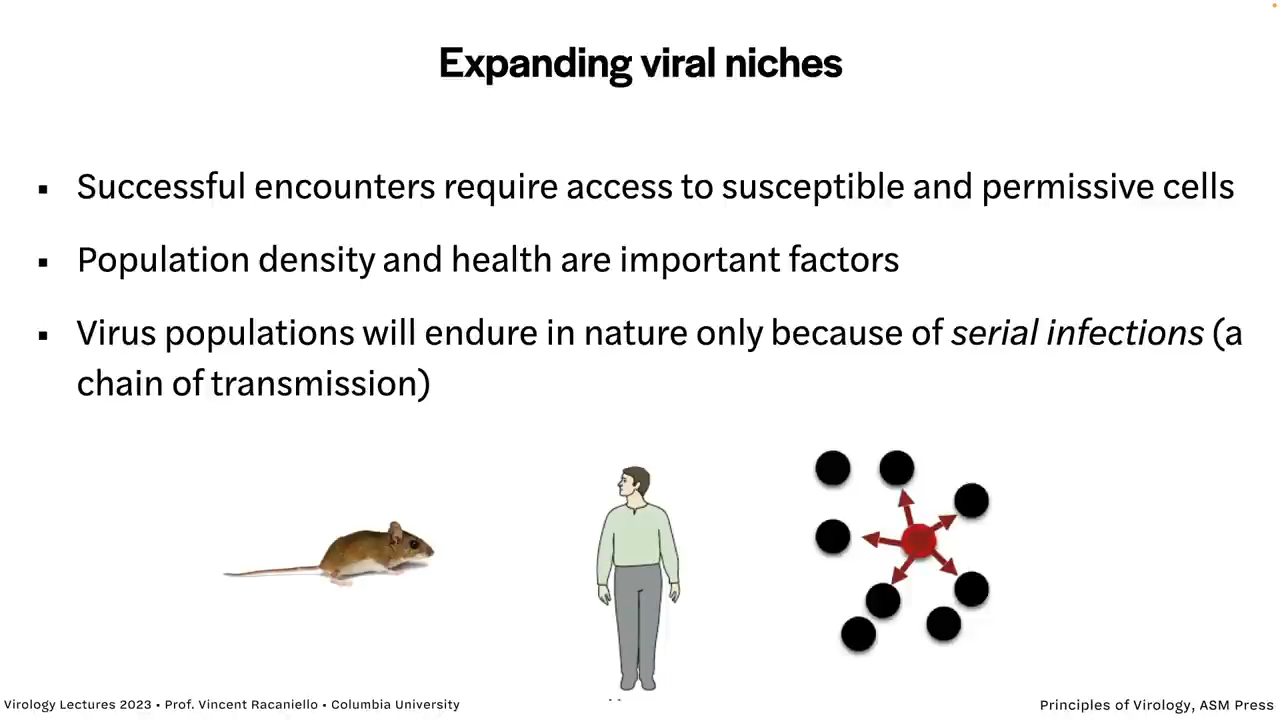 Expanding viral niches
▪ Successful encounters require access to susceptible and permissive cells
▪ Population density and health are important factors
▪ Virus populations will endure in nature only because of serial infections (a
chain of transmission)
Virology Lectures 2023 • Prof. Vincent Racaniello • Columbia University
Principles of Virology, ASM Press